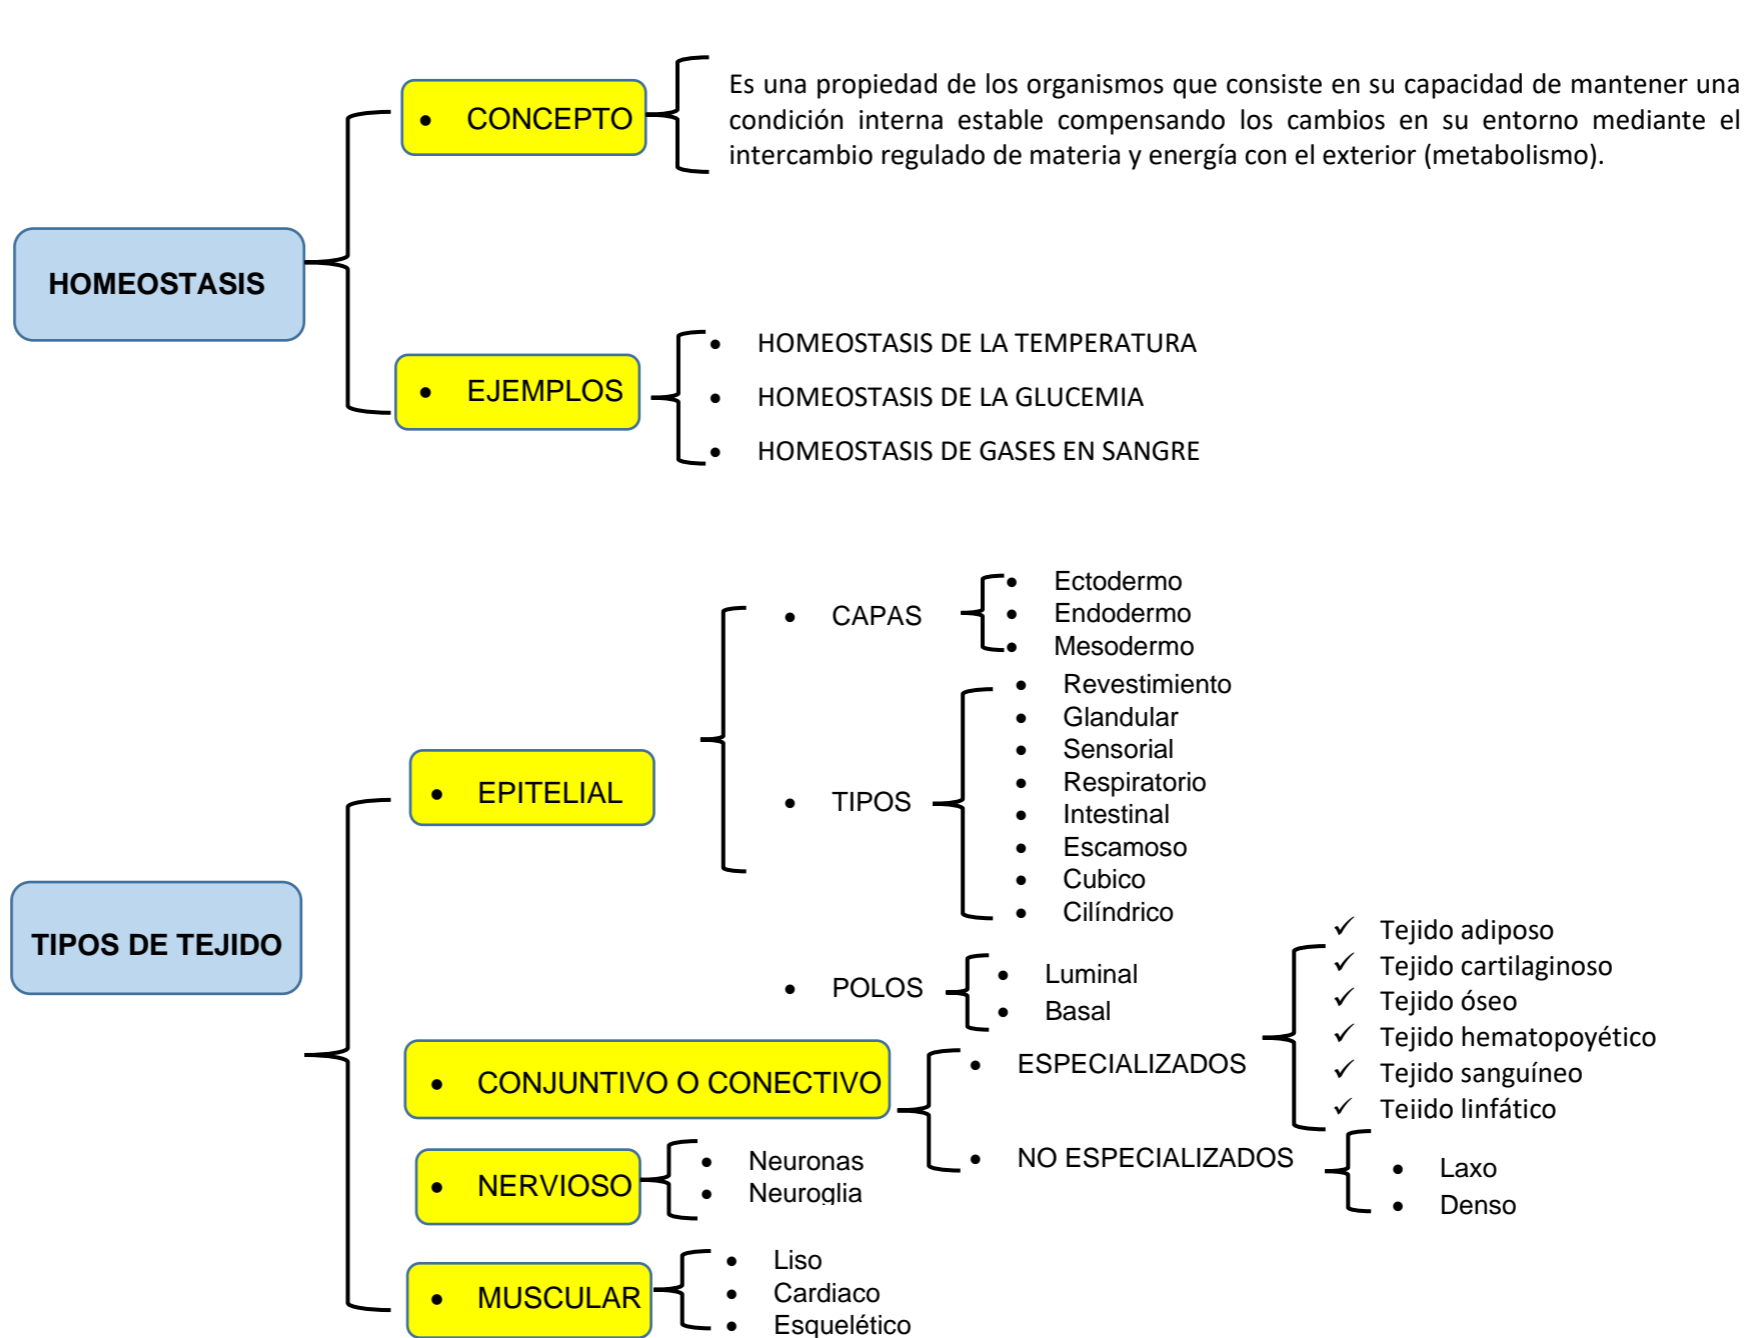 CONCEPTO
Es una propiedad de los organismos que consiste en su capacidad de mantener una
condición interna estable compensando los cambios en su entorno mediante el
intercambio regulado de materia y energía con el exterior (metabolismo).
HOMEOSTASIS
EJEMPLOS
HOMEOSTASIS DE LA TEMPERATURA
HOMEOSTASIS DE LA GLUCEMIA
HOMEOSTASIS DE GASES EN SANGRE
TIPOS DE TEJIDO
EPITELIAL
CAPAS
Ectodermo
Endodermo
Mesodermo
TIPOS
Revestimiento
Glandular
Sensorial
Respiratorio
Intestinal
Escamoso
Cubico
Cilíndrico
POLOS
Luminal
Basal
CONJUNTIVO O CONECTIVO
ESPECIALIZADOS
Tejido adiposo
Tejido cartilaginoso
Tejido óseo
Tejido hematopoyético
Tejido sanguíneo
Tejido linfático
NO ESPECIALIZADOS
Laxo
Denso
NERVIOSO
Neuronas
Neuroglia
MUSCULAR
Liso
Cardiaco
Esquelético